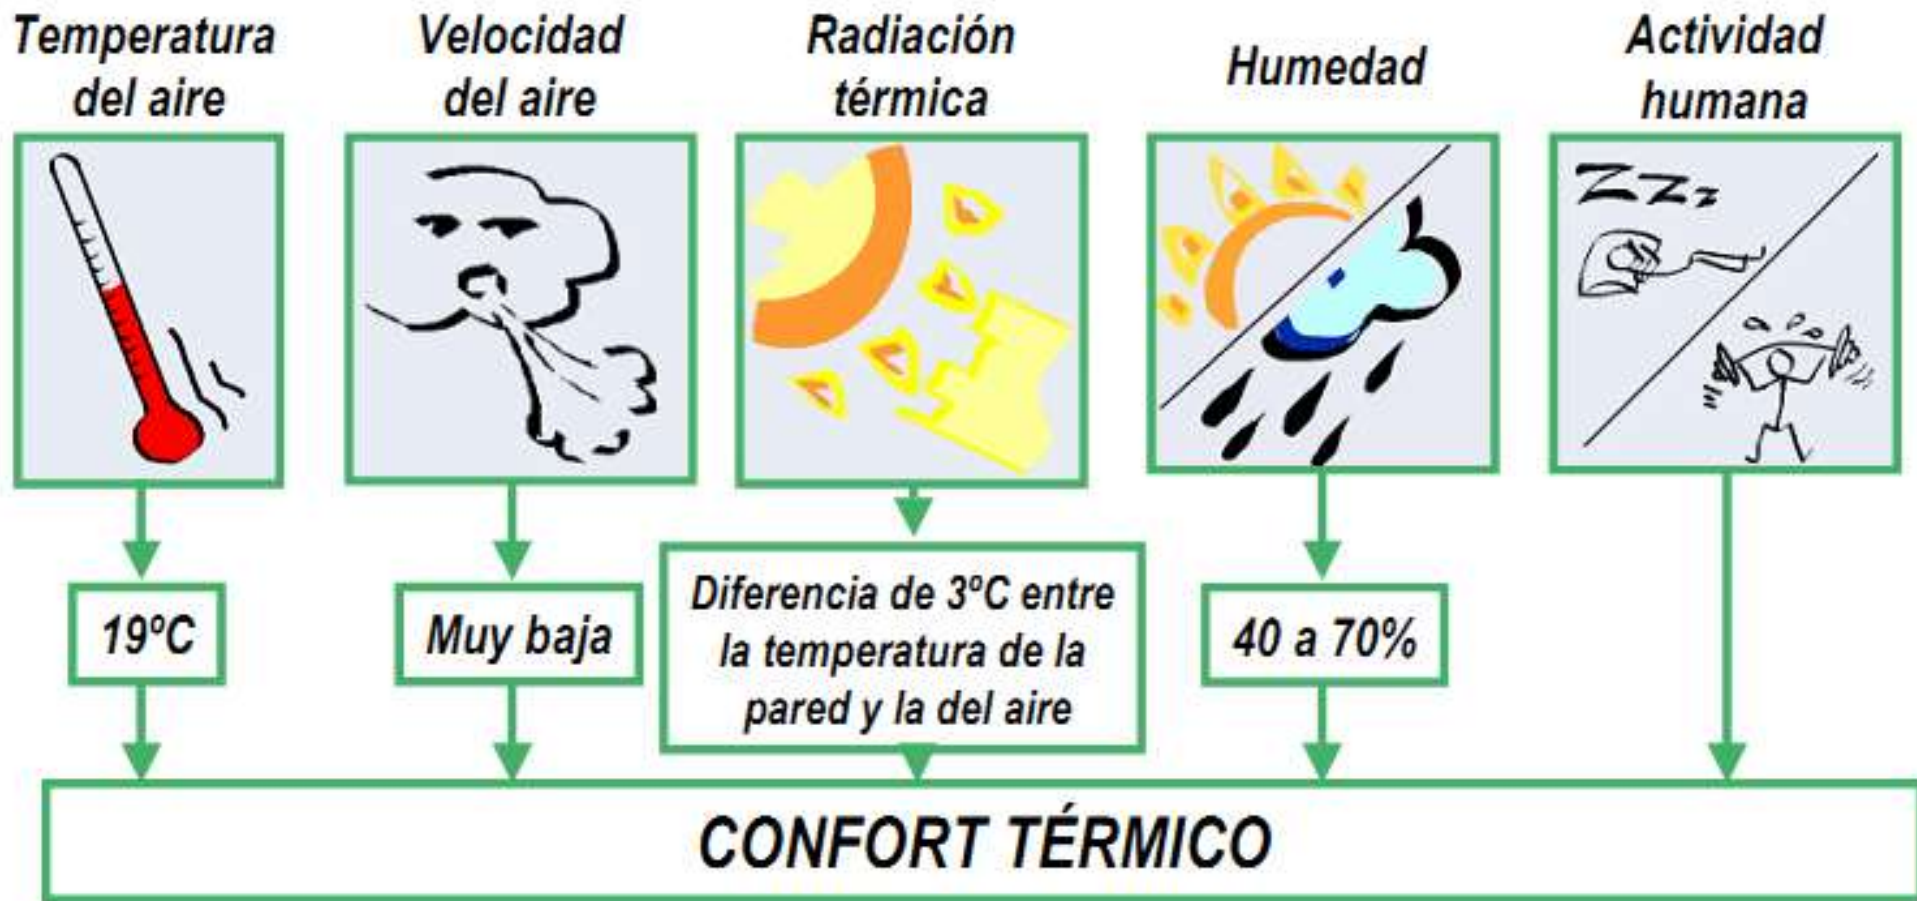 Temperatura
del aire
Velocidad
del aire
Radiación
térmica
Humedad
Actividad
humana
ZZz
19ºC
Muy baja
Diferencia de 3ºC entre
la temperatura de la
pared y la del aire
40 a 70%
CONFORT TÉRMICO